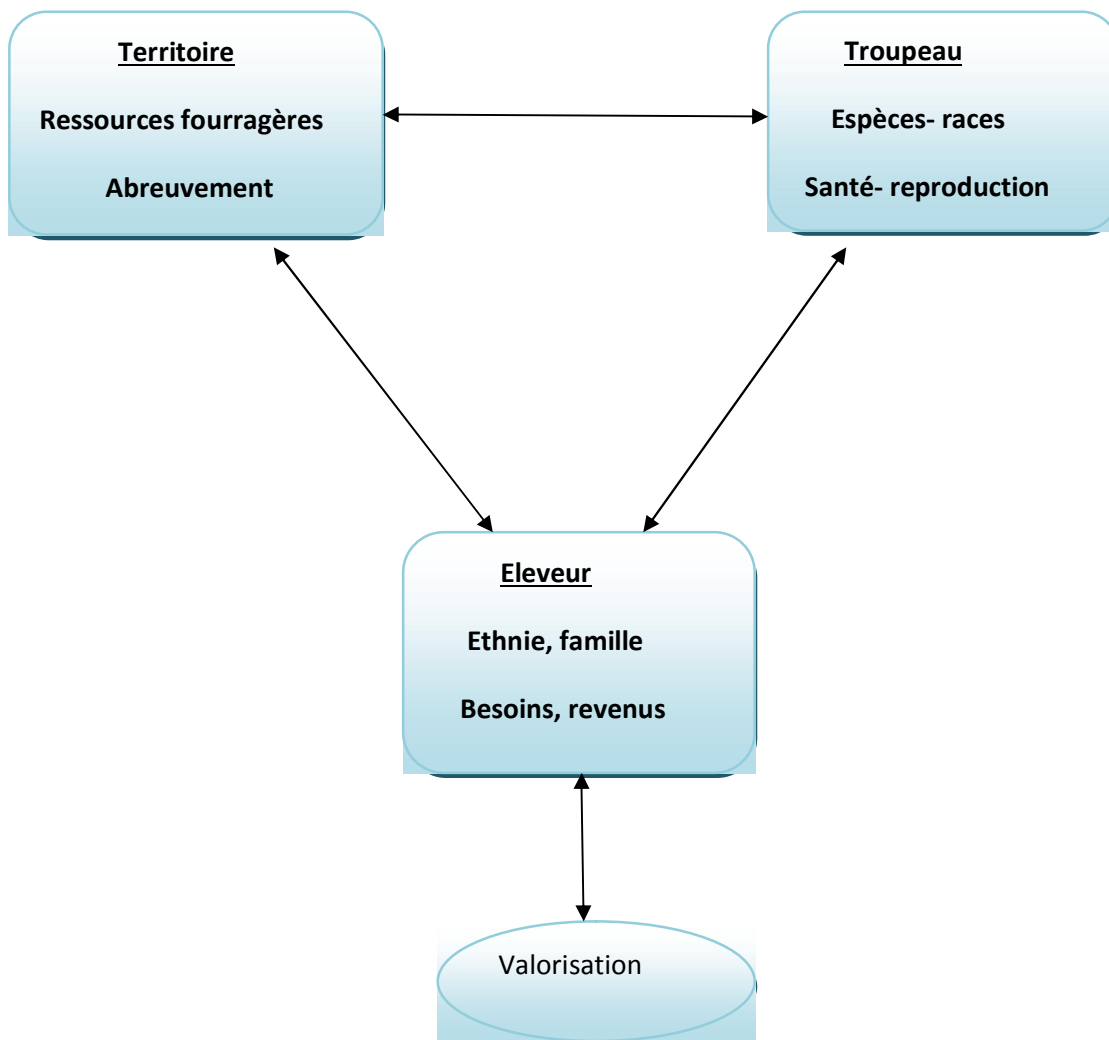 Territoire
Ressources fourragères
Abreuvement
Troupeau
Espèces- races
Santé- reproduction
Eleveur
Ethnie, famille
Besoins, revenus
Valorisation